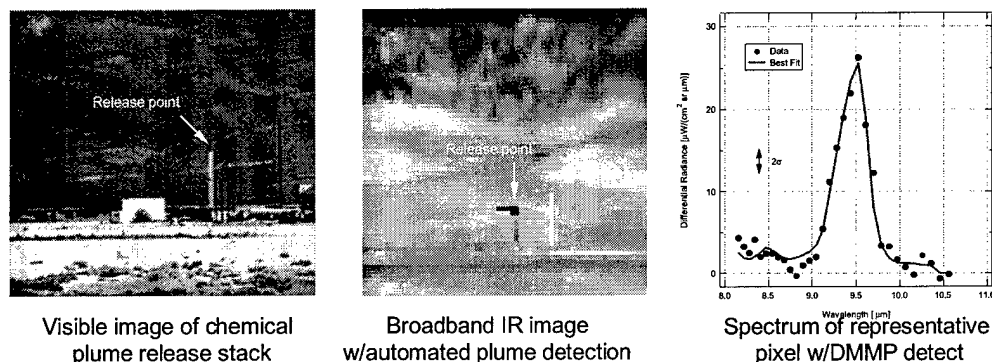 Release point
Visible image of chemical
plume release stack
Release point
Broadband IR image
w/automated plume detection
Data
Best Fit
2σ
Differential Radiance [µW/(cm² sr µm)]
30
20
10
0
8.0 8.5 9.0 9.5 10.0 10.5 11.0
Wavelength [µm]
Spectrum of representative
pixel w/DMMP detect